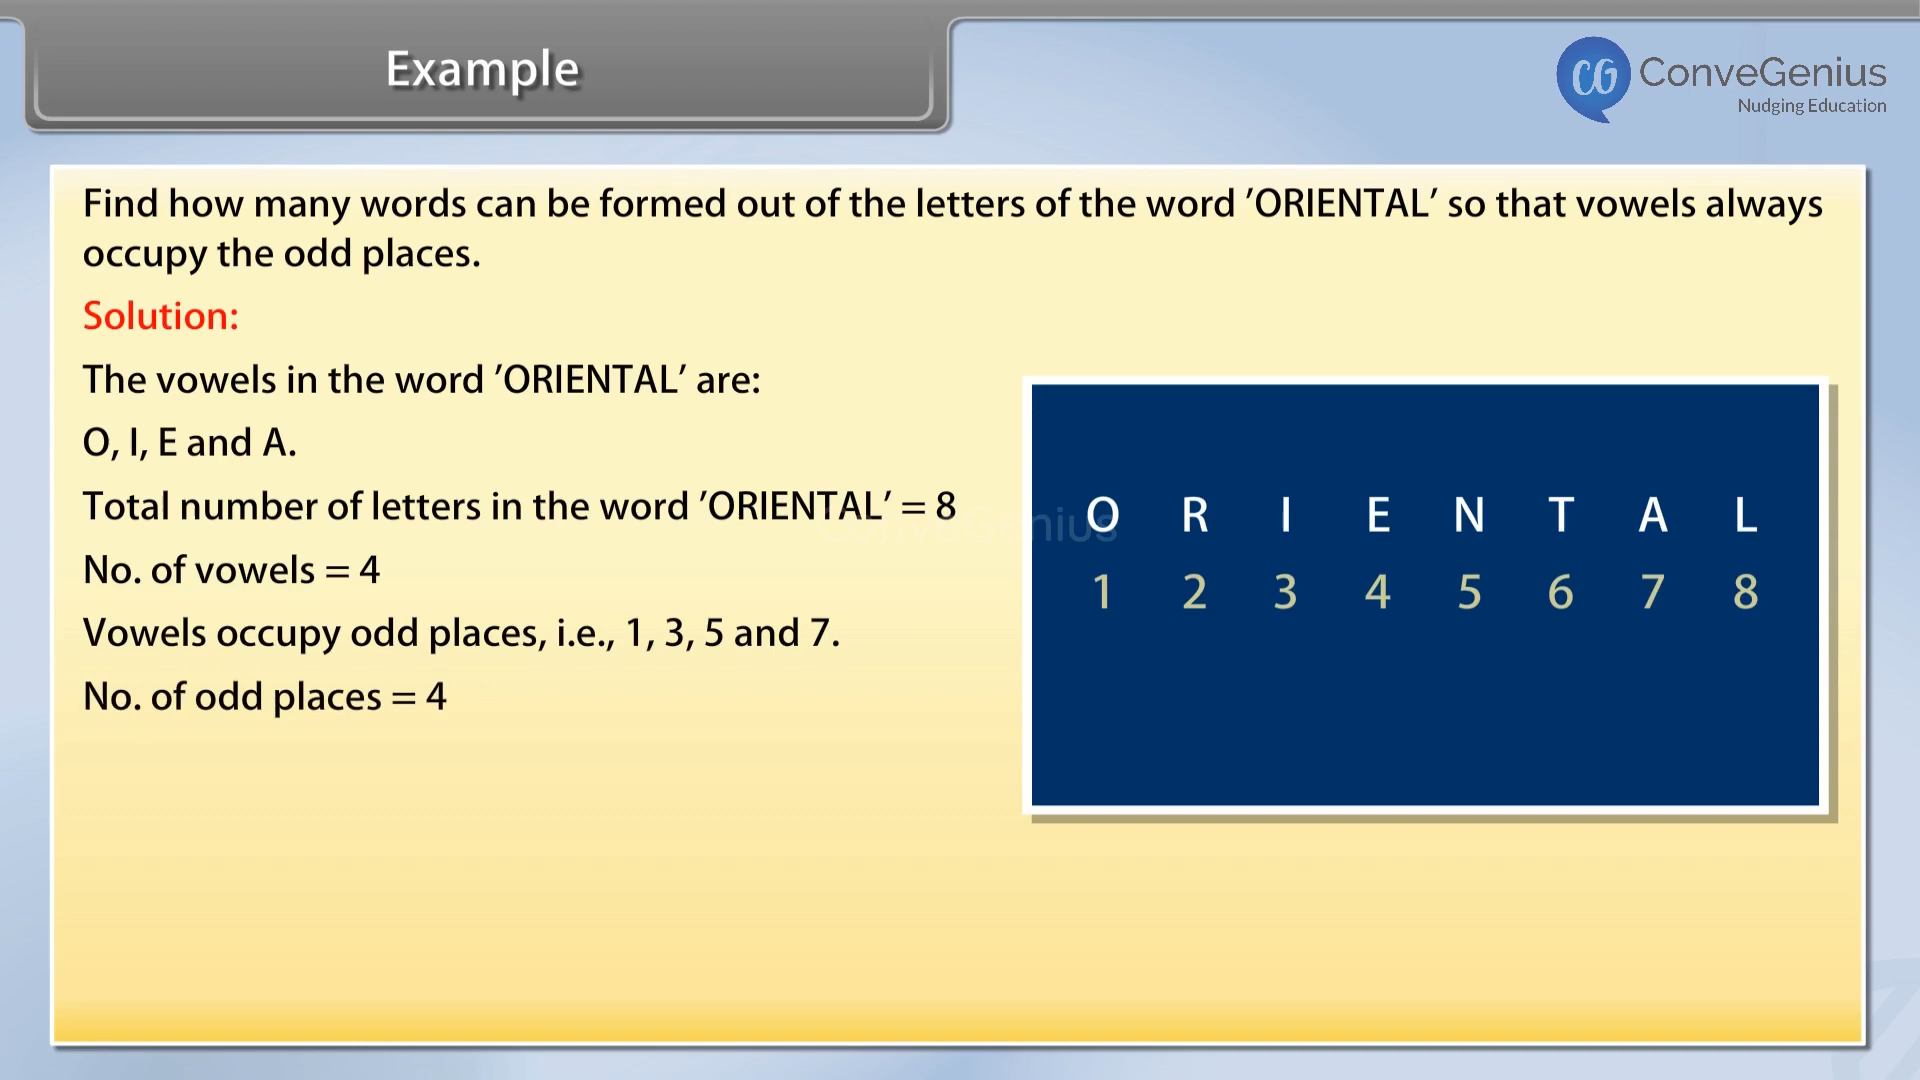 Example
CG ConveGenius
Nudging Education
Find how many words can be formed out of the letters of the word ’ORIENTAL’ so that vowels always
occupy the odd places.
Solution:
The vowels in the word ’ORIENTAL’ are:
O, I, E and A.
Total number of letters in the word ’ORIENTAL’ = 8
No. of vowels = 4
Vowels occupy odd places, i.e., 1, 3, 5 and 7.
No. of odd places = 4
ConveGenius
O R I E N T A L
1 2 3 4 5 6 7 8